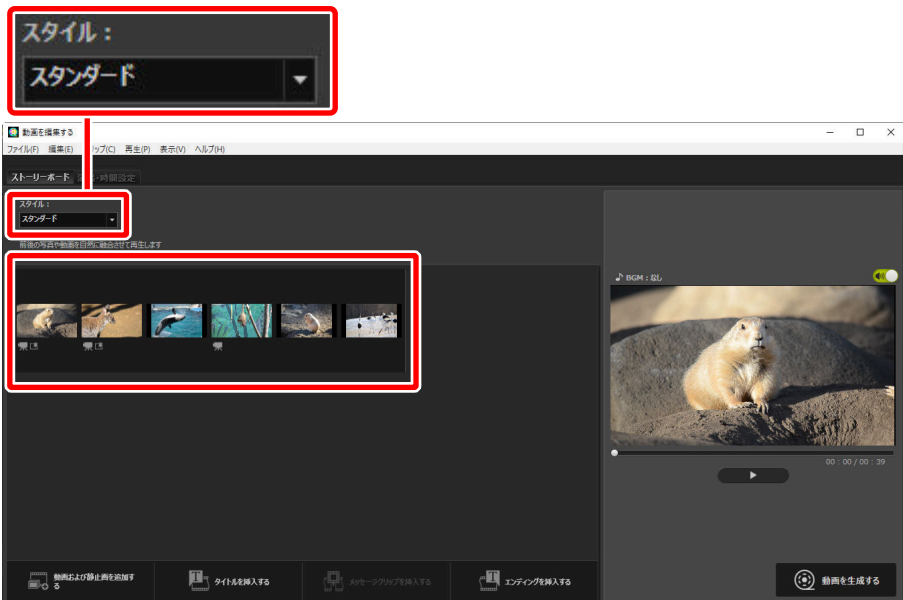 スタイル：
スタンダード
動画を編集する
ファイル(F) 編集(E) リップ(C) 再生(P) 表示(V) ヘルプ(H)
ストーリーボード ・時間設定
スタイル：
スタンダード
前後の写真や動画を自然に融合させて再生します
BGM：なし
00：00/00：39
動画および静止画を追加す
る
タイトルを挿入する
メッセージクリップを挿入する
エンディングを挿入する
動画を生成する